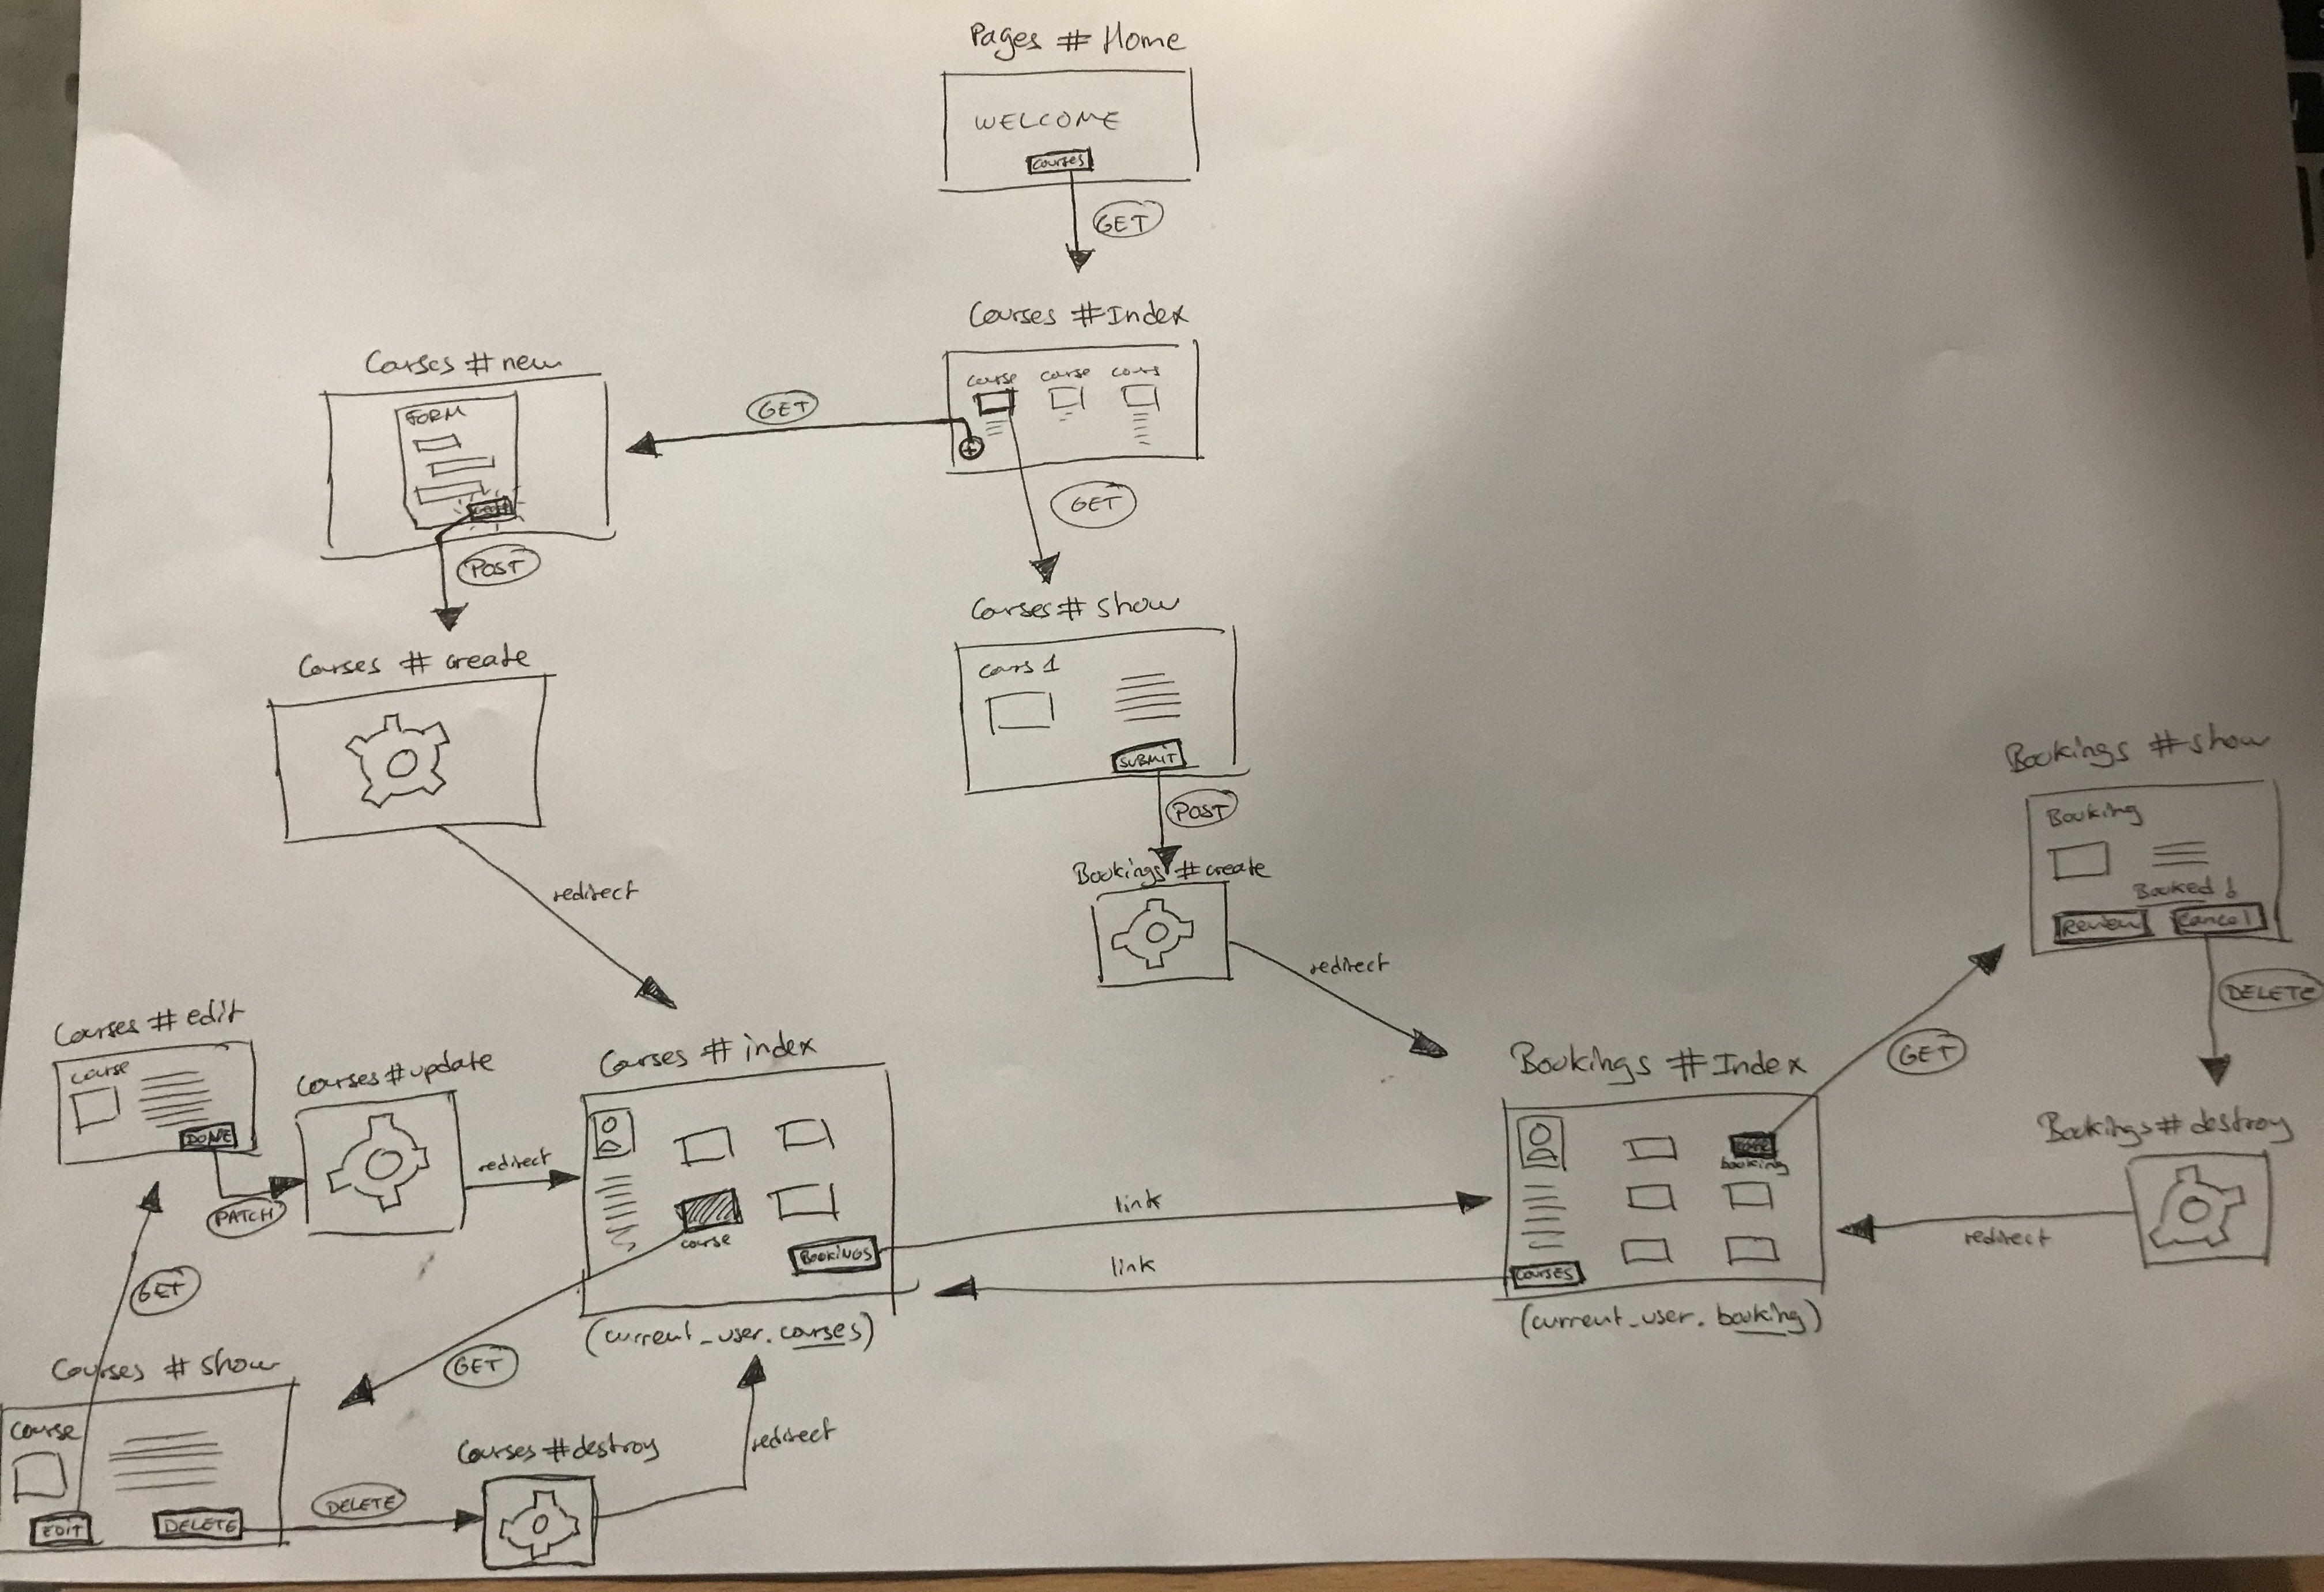 Pages # Home
WELCOME
courses
GET
Courses #Index
course course cours
GET
GET
Courses # new
FORM
POST
Courses # create
redirect
Courses # show
cours 1
SUBMIT
POST
Bookings #create
redirect
Bookings #show
Booking
Booked !
Review Cancel
DELETE
Bookings # destroy
redirect
GET
Bookings #Index
booking
COURSES
(current_user. booking)
link
link
Courses # index
course
BOOKINGS
(current_user. courses)
Courses # edit
course
DONE
PATCH
Courses #update
redirect
GET
GET
Courses # show
Course
EDIT
DELETE
DELETE
Courses #destroy
redirect